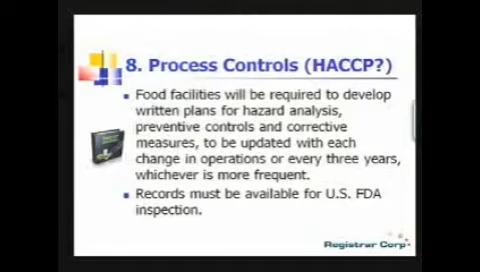 8. Process Controls (HACCP?)
Food facilities will be required to develop
written plans for hazard analysis,
preventive controls and corrective
measures, to be updated with each
change in operations or every three years,
whichever is more frequent.
Records must be available for U.S. FDA
inspection.
Registrar Corp